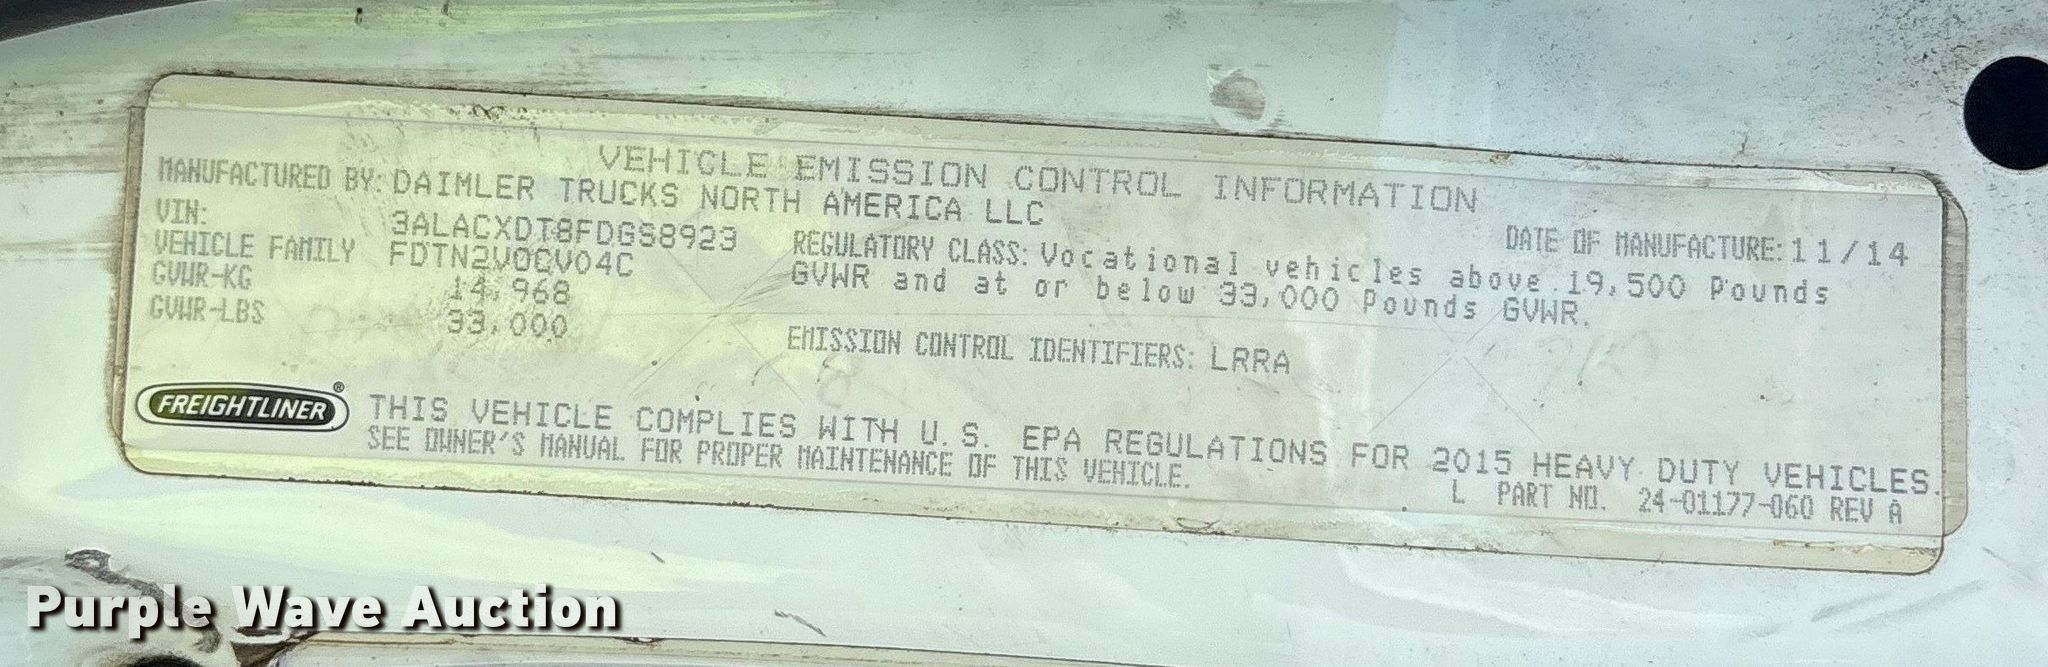 VEHICLE EMISSION CONTROL INFORMATION
MANUFACTURED BY: DAIMLER TRUCKS NORTH AMERICA LLC
VIN: 3ALACXDT8FDGS8923
DATE OF MANUFACTURE: 11/14
VEHICLE FAMILY FDTN2VOCV04C
REGULATORY CLASS: Vocational vehicles above 19,500 Pounds
GVWR and at or below 33,000 Pounds GVWR.
GVWR-KG 14,968
GVWR-LBS 33,000
EMISSION CONTROL IDENTIFIERS: LRRA
FREIGHTLINER®
THIS VEHICLE COMPLIES WITH U.S. EPA REGULATIONS FOR 2015 HEAVY DUTY VEHICLES.
SEE OWNER'S MANUAL FOR PROPER MAINTENANCE OF THIS VEHICLE.
L PART NO. 24-01177-060 REV A
Purple Wave Auction